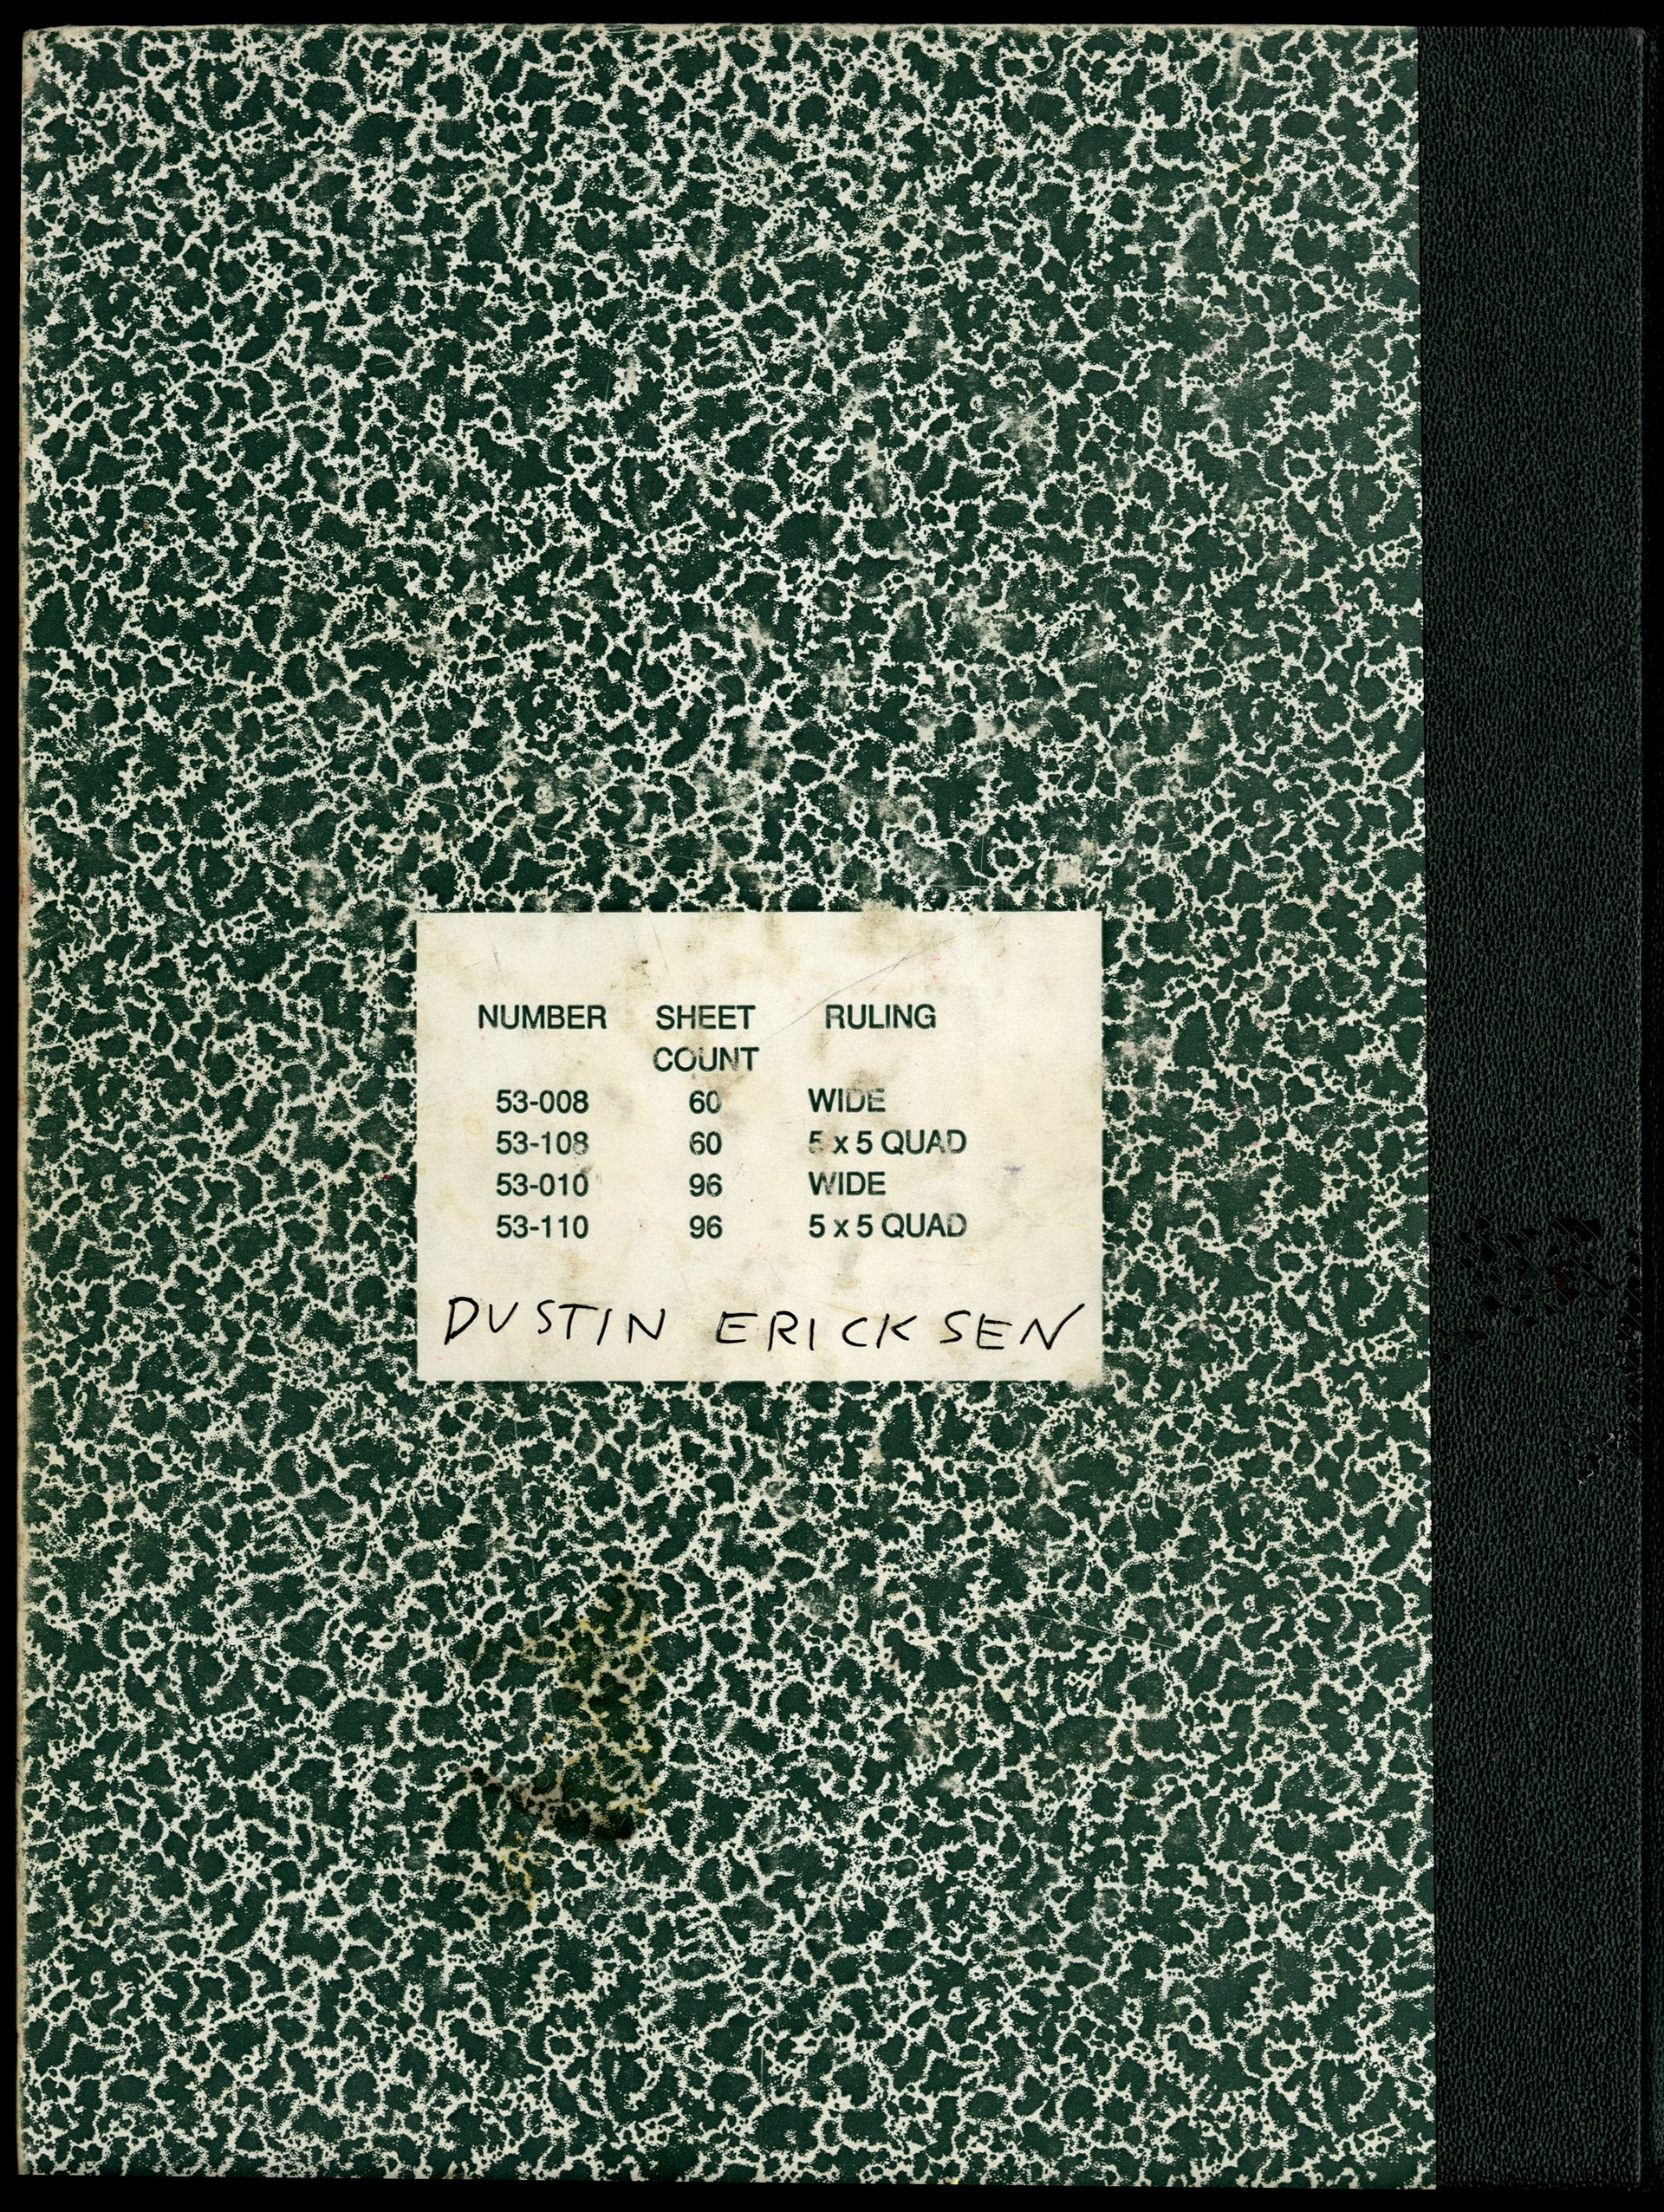 NUMBER SHEET RULING
COUNT
53-008 60 WIDE
53-108 60 5 x 5 QUAD
53-010 96 WIDE
53-110 96 5 x 5 QUAD
DUSTIN ERICKSEN